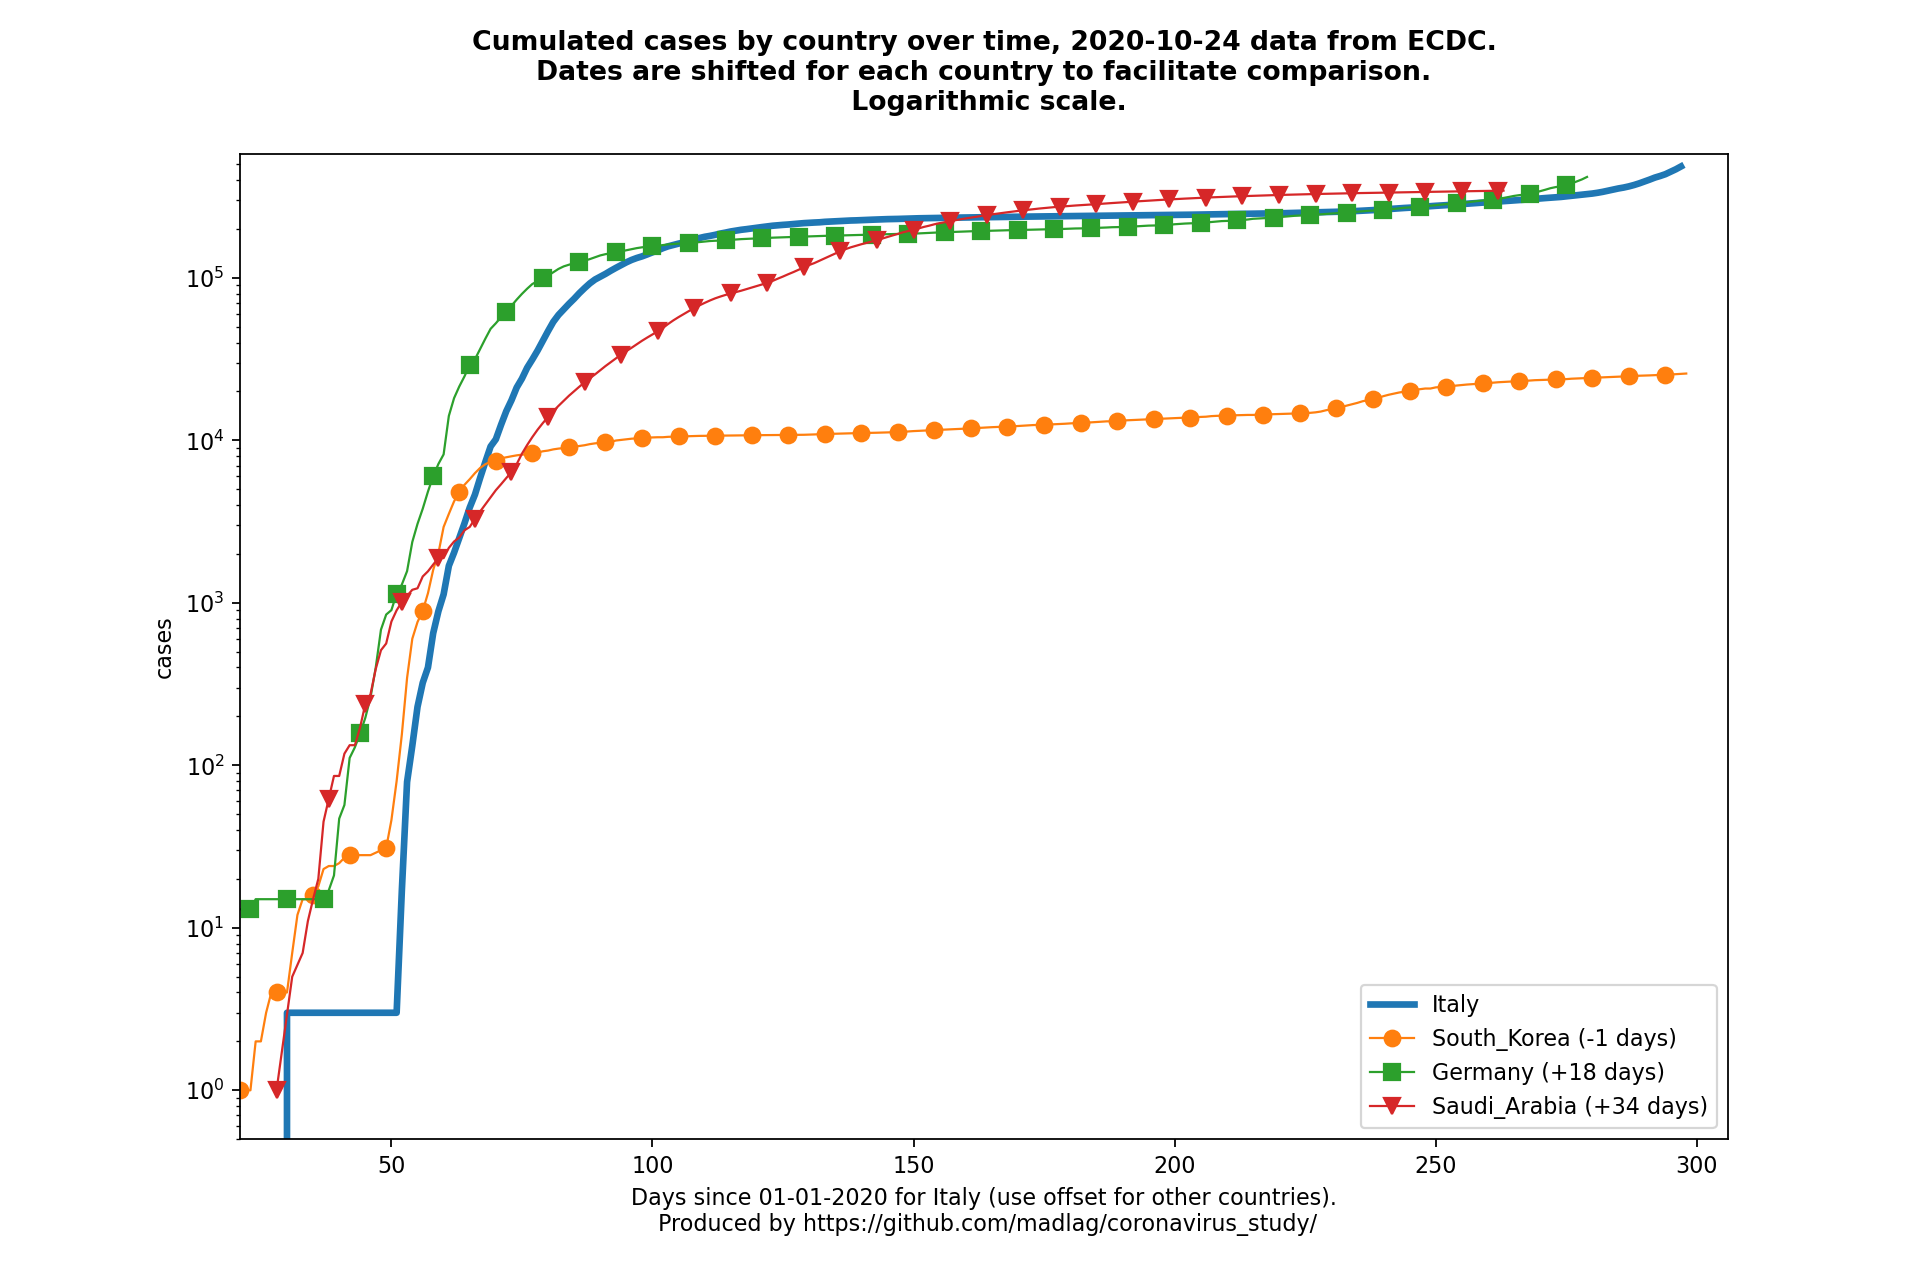 Cumulated cases by country over time, 2020-10-24 data from ECDC.
Dates are shifted for each country to facilitate comparison.
Logarithmic scale.
10^5
10^4
10^3
10^2
10^1
10^0
cases
Italy
South_Korea (-1 days)
Germany (+18 days)
Saudi_Arabia (+34 days)
50 100 150 200 250 300
Days since 01-01-2020 for Italy (use offset for other countries).
Produced by https://github.com/madlag/coronavirus_study/